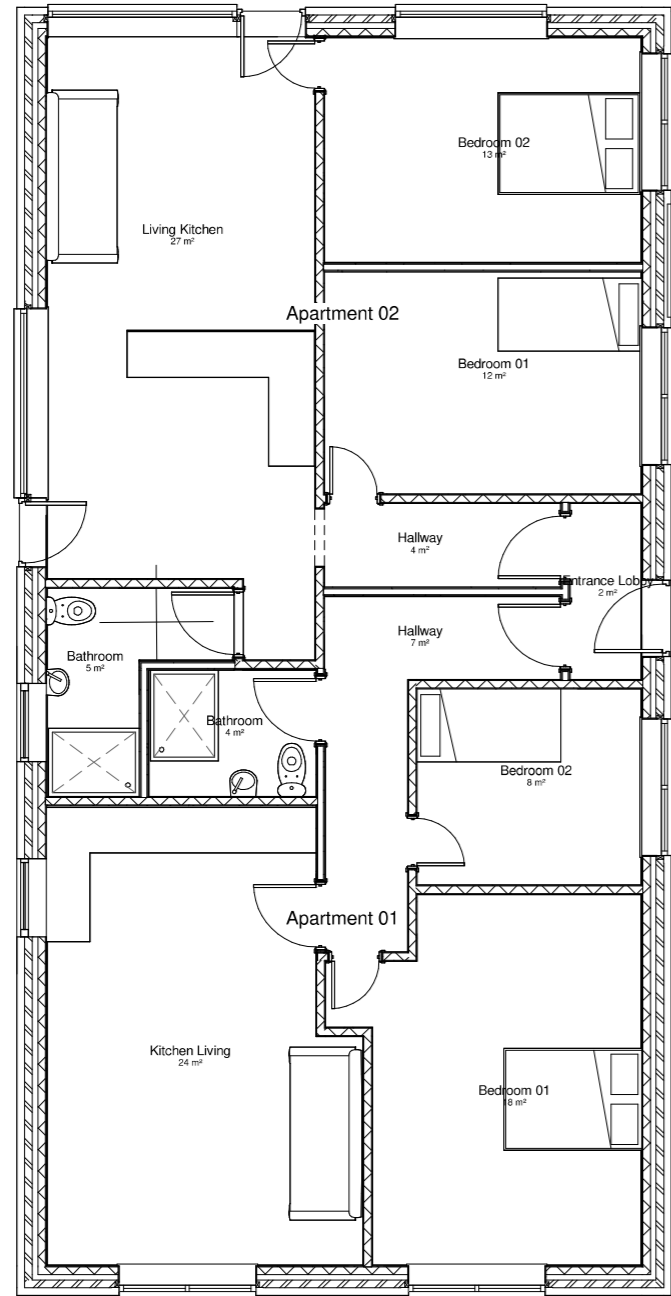 Bedroom 02
13 m²
Living Kitchen
27 m²
Apartment 02
Bedroom 01
12 m²
Hallway
4 m²
Entrance Lobby
2 m²
Hallway
7 m²
Bathroom
5 m²
Bathroom
4 m²
Bedroom 02
8 m²
Apartment 01
Kitchen Living
24 m²
Bedroom 01
18 m²